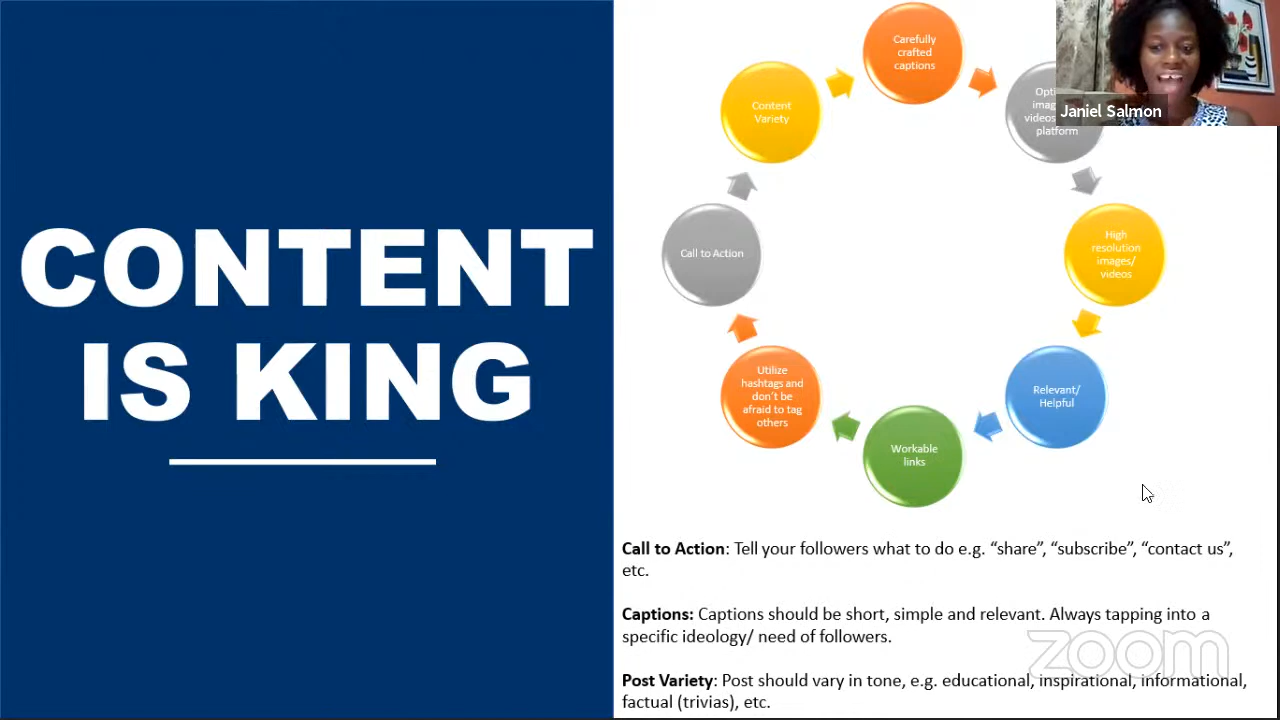 CONTENT
IS KING
Carefully
crafted
captions
videos
platform
High
resolution
images/
videos
Relevant/
Helpful
Workable
links
Utilize
hashtags and
don't be
afraid to tag
others
Call to Action
Content
Variety
Janiel Salmon
Call to Action: Tell your followers what to do e.g. “share”, “subscribe”, “contact us”,
etc.
Captions: Captions should be short, simple and relevant. Always tapping into a
specific ideology/ need of followers.
Post Variety: Post should vary in tone, e.g. educational, inspirational, informational,
factual (trivias), etc.
zoom